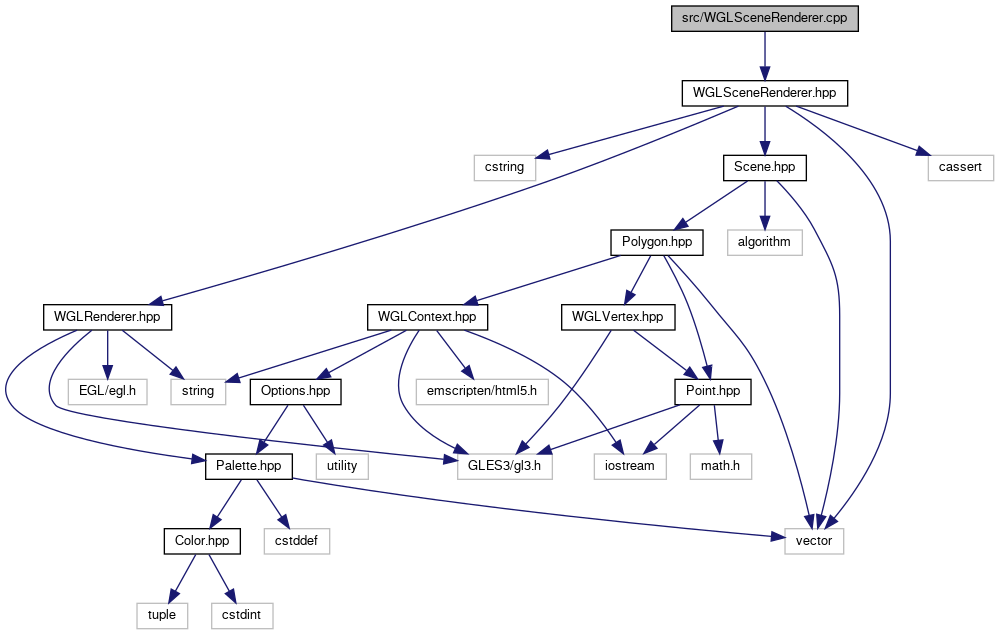 src/WGLSceneRenderer.cpp
WGLSceneRenderer.hpp
cstring
Scene.hpp
cassert
Polygon.hpp
algorithm
WGLRenderer.hpp
WGLContext.hpp
WGLVertex.hpp
EGL/egl.h
string
Options.hpp
emscripten/html5.h
Point.hpp
Palette.hpp
utility
GLES3/gl3.h
iostream
math.h
Color.hpp
cstddef
vector
tuple
cstdint